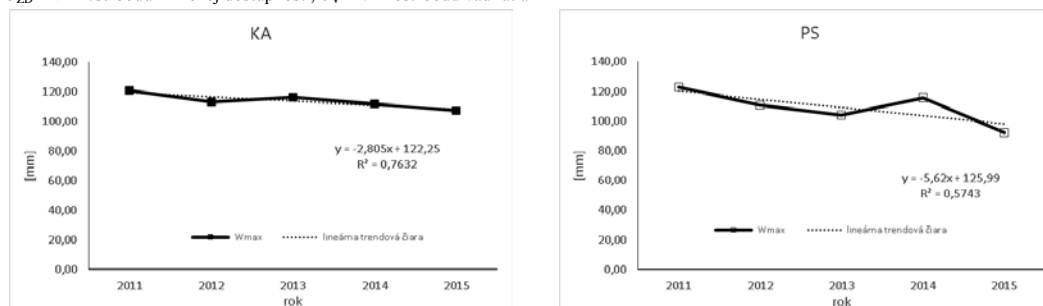 KA
140,00
120,00
100,00
80,00
60,00
40,00
20,00
0,00
[mm]
y = -2,805x + 122,25
R² = 0,7632
Wmax lineárna trendová čiara
2011 2012 2013 2014 2015
rok
PS
140,00
120,00
100,00
80,00
60,00
40,00
20,00
0,00
[mm]
y = -5,62x + 125,99
R² = 0,5743
Wmax lineárna trendová čiara
2011 2012 2013 2014 2015
rok